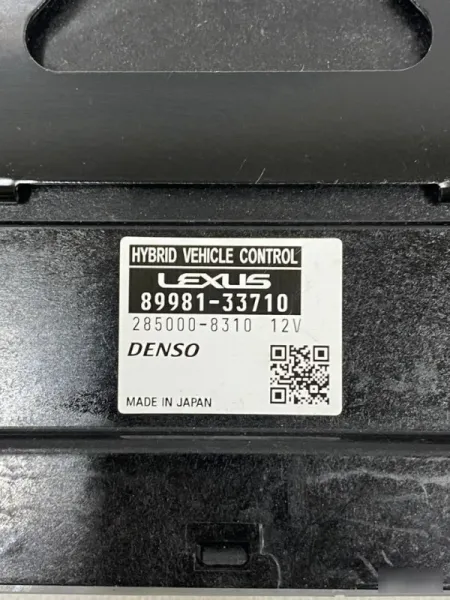 HYBRID VEHICLE CONTROL
LEXUS
89981-33710
285000-8310 12V
DENSO
MADE IN JAPAN